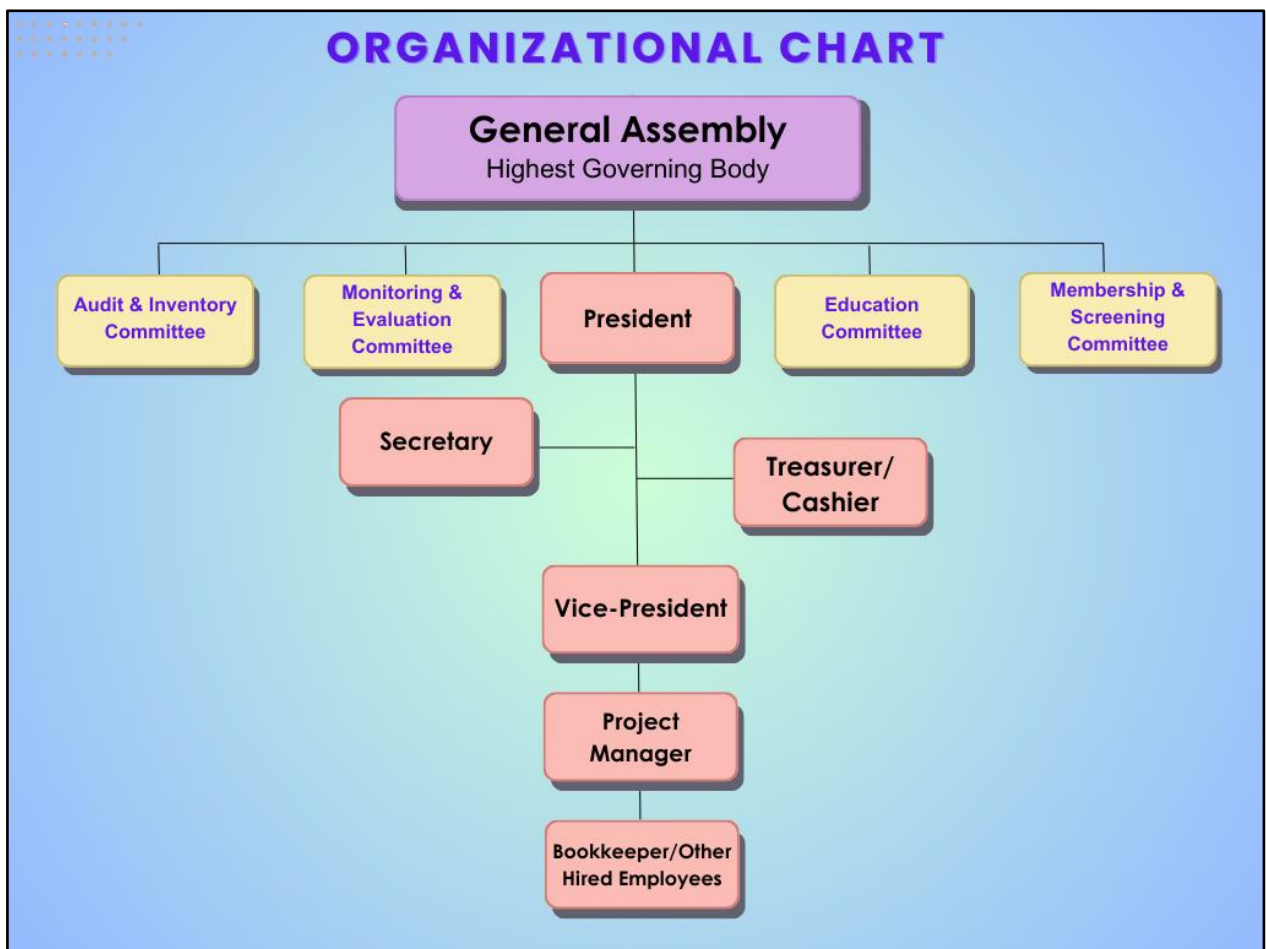 ORGANIZATIONAL CHART
General Assembly
Highest Governing Body
Audit & Inventory
Committee
Monitoring &
Evaluation
Committee
President
Education
Committee
Membership &
Screening
Committee
Secretary
Treasurer/
Cashier
Vice-President
Project
Manager
Bookkeeper/Other
Hired Employees